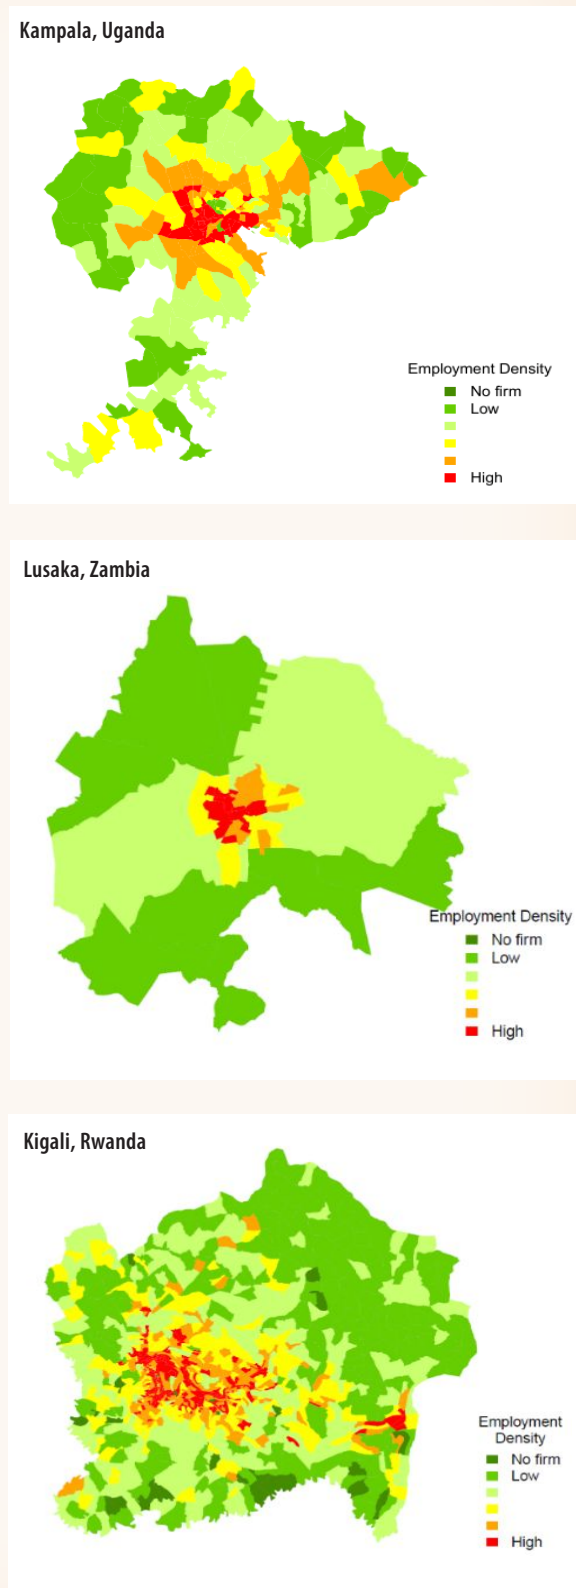 Kampala, Uganda
Employment Density
No firm
Low
High
Lusaka, Zambia
Employment Density
No firm
Low
High
Kigali, Rwanda
Employment
Density
No firm
Low
High